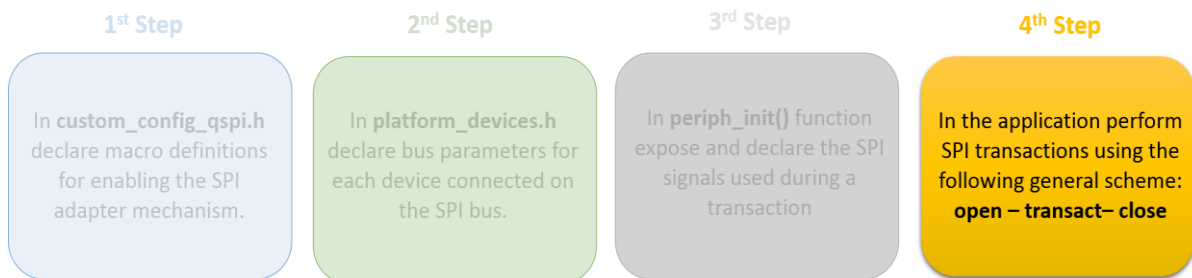 1st Step
In custom_config_qspi.h
declare macro definitions
for enabling the SPI
adapter mechanism.
2nd Step
In platform_devices.h
declare bus parameters for
each device connected on
the SPI bus.
3rd Step
In periph_init() function
expose and declare the SPI
signals used during a
transaction
4th Step
In the application perform
SPI transactions using the
following general scheme:
open – transact– close